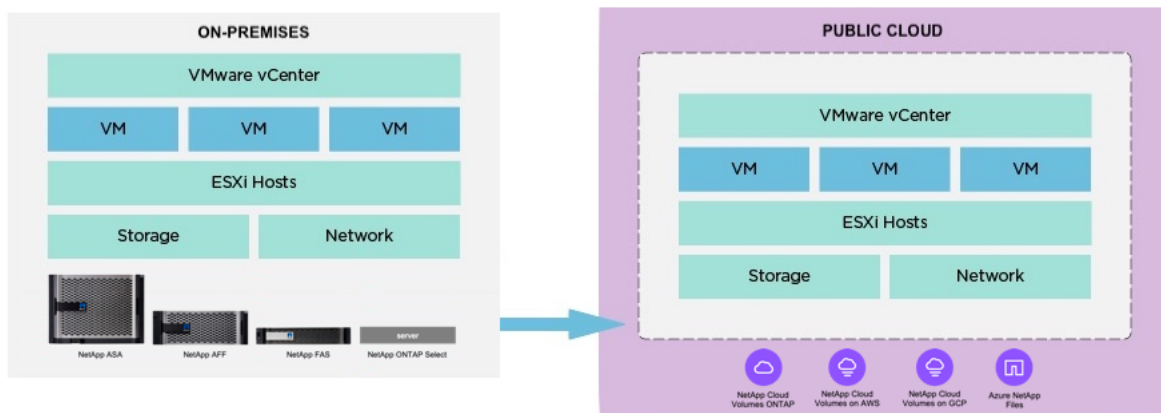 ON-PREMISES
VMware vCenter
VM
VM
VM
ESXi Hosts
Storage
Network
server
NetApp ASA
NetApp AFF
NetApp FAS
NetApp ONTAP Select
PUBLIC CLOUD
VMware vCenter
VM
VM
VM
ESXi Hosts
Storage
Network
NetApp Cloud
Volumes ONTAP
NetApp Cloud
Volumes on AWS
NetApp Cloud
Volumes on GCP
Azure NetApp
Files